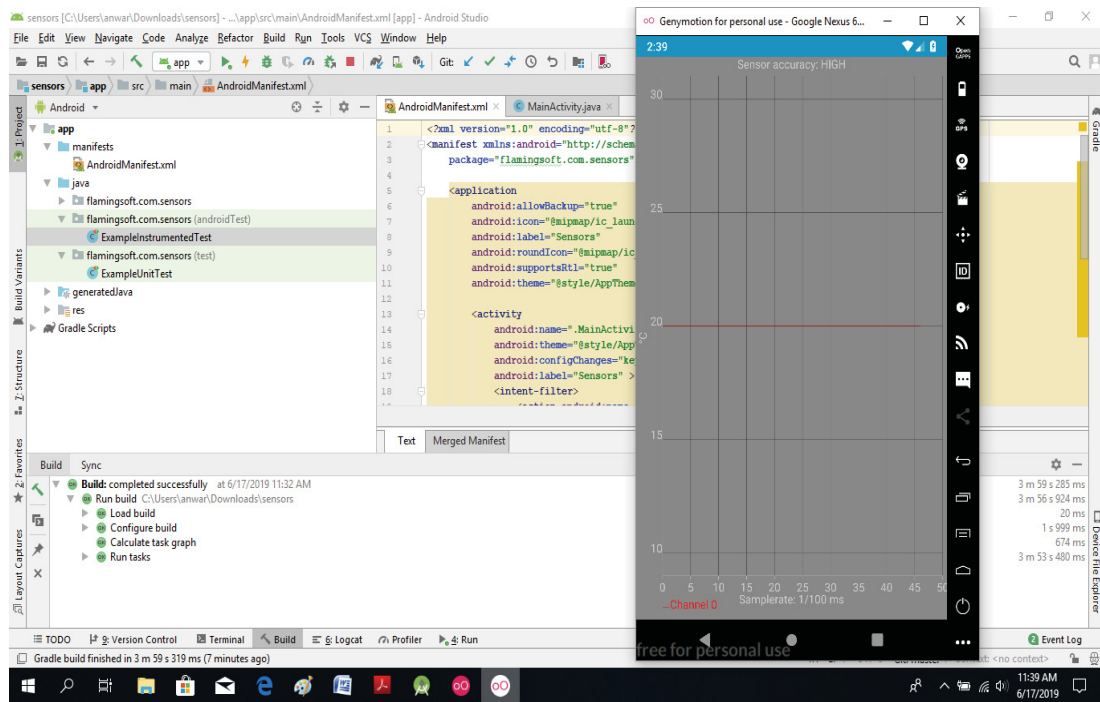 sensors [C:\Users\anwar\Downloads\sensors] - ...\app\src\main\AndroidManifest.xml [app] - Android Studio
File Edit View Navigate Code Analyze Refactor Build Run Tools VCS Window Help
app Git:
sensors app src main AndroidManifest.xml
1: Project
Build Variants
Z: Structure
2: Favorites
Layout Captures
Android
app
manifests
AndroidManifest.xml
java
flamingsoft.com.sensors
flamingsoft.com.sensors (androidTest)
ExampleInstrumentedTest
flamingsoft.com.sensors (test)
ExampleUnitTest
generatedJava
res
Gradle Scripts
AndroidManifest.xml MainActivity.java
1 <?xml version="1.0" encoding="utf-8"?
2 <manifest xmlns:android="http://schem
3 package="flamingsoft.com.sensors"
4
5 <application
6 android:allowBackup="true"
7 android:icon="@mipmap/ic_laun
8 android:label="Sensors"
9 android:roundIcon="@mipmap/ic
10 android:supportsRtl="true"
11 android:theme="@style/AppThem
12
13 <activity
14 android:name=".MainActivi
15 android:theme="@style/App
16 android:configChanges="ke
17 android:label="Sensors" >
18 <intent-filter>
Text Merged Manifest
Build Sync
Build: completed successfully at 6/17/2019 11:32 AM
Run build C:\Users\anwar\Downloads\sensors
Load build
Configure build
Calculate task graph
Run tasks
3 m 59 s 285 ms
3 m 56 s 924 ms
20 ms
1 s 999 ms
674 ms
3 m 53 s 480 ms
Gradle
Device File Explorer
Genymotion for personal use - Google Nexus 6...
2:39
Open GAPPS
GPS
ID
Sensor accuracy: HIGH
30
25
20
°C
15
10
0 5 10 15 20 25 30 35 40 45 50
Channel 0 Samplerate: 1/100 ms
free for personal use
TODO 9: Version Control Terminal Build 6: Logcat Profiler 4: Run 2 Event Log
Gradle build finished in 3 m 59 s 319 ms (7 minutes ago)
<no context>
11:39 AM
6/17/2019